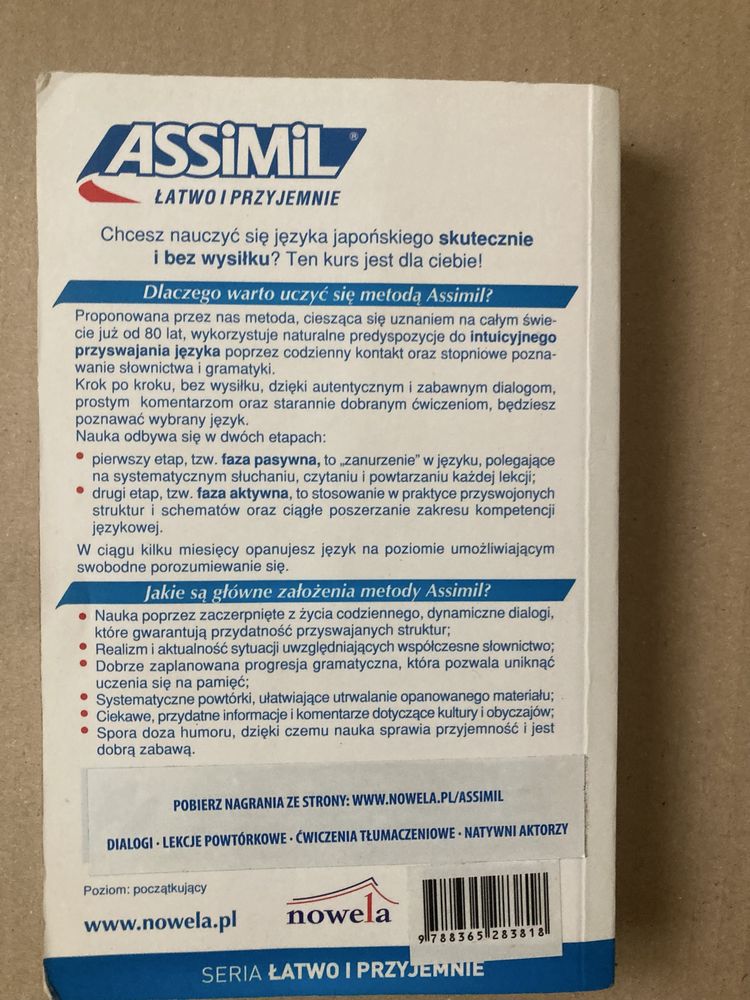 ASSiMiL®
ŁATWO I PRZYJEMNIE
Chcesz nauczyć się języka japońskiego skutecznie
i bez wysiłku? Ten kurs jest dla ciebie!
Dlaczego warto uczyć się metodą Assimil?
Proponowana przez nas metoda, ciesząca się uznaniem na całym świe-
cie już od 80 lat, wykorzystuje naturalne predyspozycje do intuicyjnego
przyswajania języka poprzez codzienny kontakt oraz stopniowe pozna-
wanie słownictwa i gramatyki.
Krok po kroku, bez wysiłku, dzięki autentycznym i zabawnym dialogom,
prostym komentarzom oraz starannie dobranym ćwiczeniom, będziesz
poznawać wybrany język.
Nauka odbywa się w dwóch etapach:
• pierwszy etap, tzw. faza pasywna, to „zanurzenie” w języku, polegające
na systematycznym słuchaniu, czytaniu i powtarzaniu każdej lekcji;
• drugi etap, tzw. faza aktywna, to stosowanie w praktyce przyswojonych
struktur i schematów oraz ciągłe poszerzanie zakresu kompetencji
językowej.
W ciągu kilku miesięcy opanujesz język na poziomie umożliwiającym
swobodne porozumiewanie się.
Jakie są główne założenia metody Assimil?
• Nauka poprzez zaczerpnięte z życia codziennego, dynamiczne dialogi,
które gwarantują przydatność przyswajanych struktur;
• Realizm i aktualność sytuacji uwzględniających współczesne słownictwo;
• Dobrze zaplanowana progresja gramatyczna, która pozwala uniknąć
uczenia się na pamięć;
• Systematyczne powtórki, ułatwiające utrwalanie opanowanego materiału;
• Ciekawe, przydatne informacje i komentarze dotyczące kultury i obyczajów;
• Spora doza humoru, dzięki czemu nauka sprawia przyjemność i jest
dobrą zabawą.
POBIERZ NAGRANIA ZE STRONY: WWW.NOWELA.PL/ASSIMIL
DIALOGI · LEKCJE POWTÓRKOWE · ĆWICZENIA TŁUMACZENIOWE · NATYWNI AKTORZY
Poziom: początkujący
www.nowela.pl
nowela
9 788365 283818
SERIA ŁATWO I PRZYJEMNIE